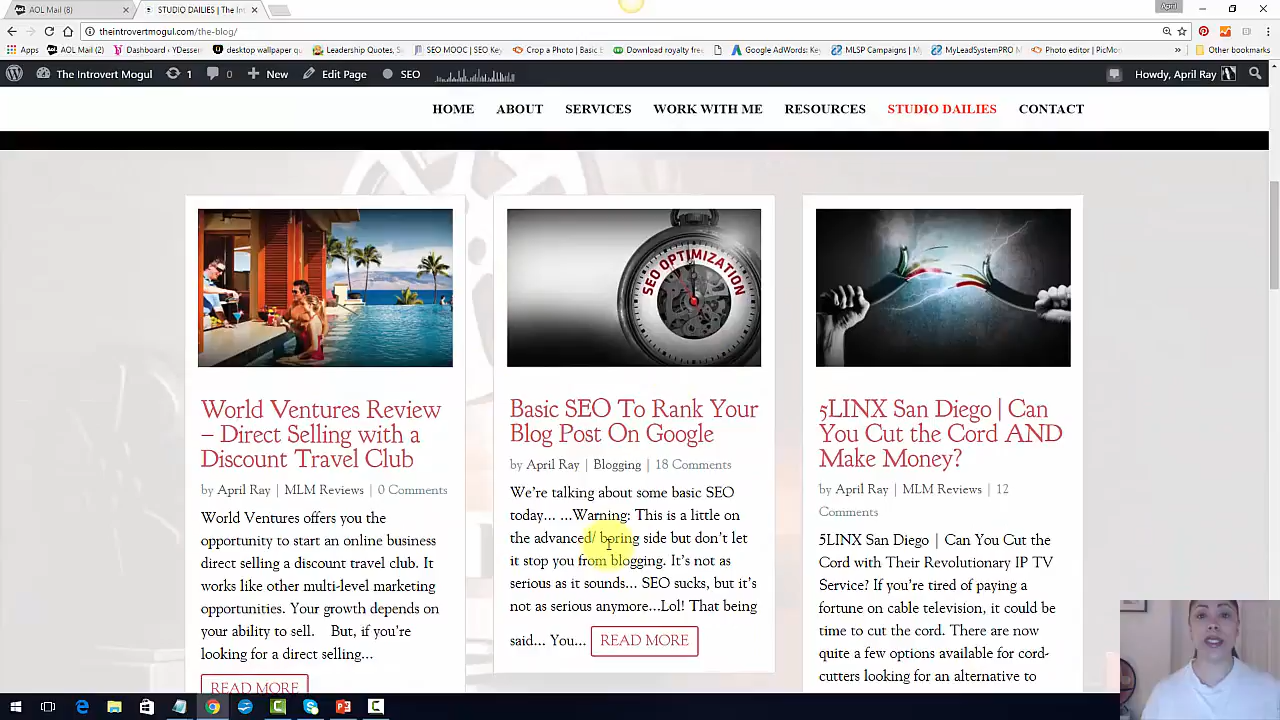 April
AOL Mail (8)
STUDIO DAILIES | The Int
theintrovertmogul.com/the-blog/
Apps
AOL Mail (2)
Dashboard ‹ YDesser
desktop wallpaper qu
Leadership Quotes, S
SEO MOOC | SEO Key
Crop a Photo | Basic E
Download royalty free
Google AdWords: Key
MLSP Campaigns | My
MyLeadSystemPRO M
Photo editor | PicMon
»
Other bookmarks
The Introvert Mogul
1
0
New
Edit Page
SEO
Howdy, April Ray
HOME ABOUT SERVICES WORK WITH ME RESOURCES STUDIO DAILIES CONTACT
World Ventures Review
– Direct Selling with a
Discount Travel Club
by April Ray | MLM Reviews | 0 Comments
World Ventures offers you the
opportunity to start an online business
direct selling a discount travel club. It
works like other multi-level marketing
opportunities. Your growth depends on
your ability to sell. But, if you're
looking for a direct selling...
READ MORE
SEO OPTIMIZATION
Basic SEO To Rank Your
Blog Post On Google
by April Ray | Blogging | 18 Comments
We're talking about some basic SEO
today... ...Warning: This is a little on
the advanced/ boring side but don't let
it stop you from blogging. It's not as
serious as it sounds... SEO sucks, but it's
not as serious anymore...Lol! That being
said... You... READ MORE
5LINX San Diego | Can
You Cut the Cord AND
Make Money?
by April Ray | MLM Reviews | 12
Comments
5LINX San Diego | Can You Cut the
Cord with Their Revolutionary IP TV
Service? If you're tired of paying a
fortune on cable television, it could be
time to cut the cord. There are now
quite a few options available for cord-
cutters looking for an alternative to